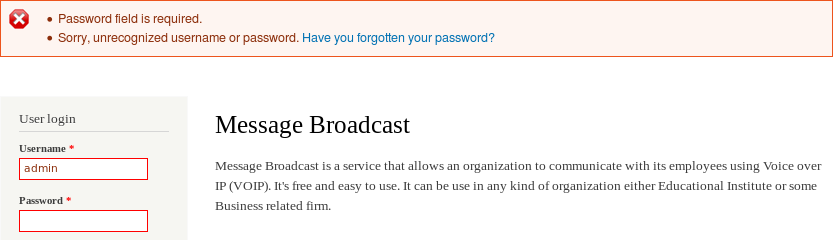 Password field is required.
Sorry, unrecognized username or password. Have you forgotten your password?
User login
Username *
admin
Password *
Message Broadcast
Message Broadcast is a service that allows an organization to communicate with its employees using Voice over
IP (VOIP). It's free and easy to use. It can be use in any kind of organization either Educational Institute or some
Business related firm.